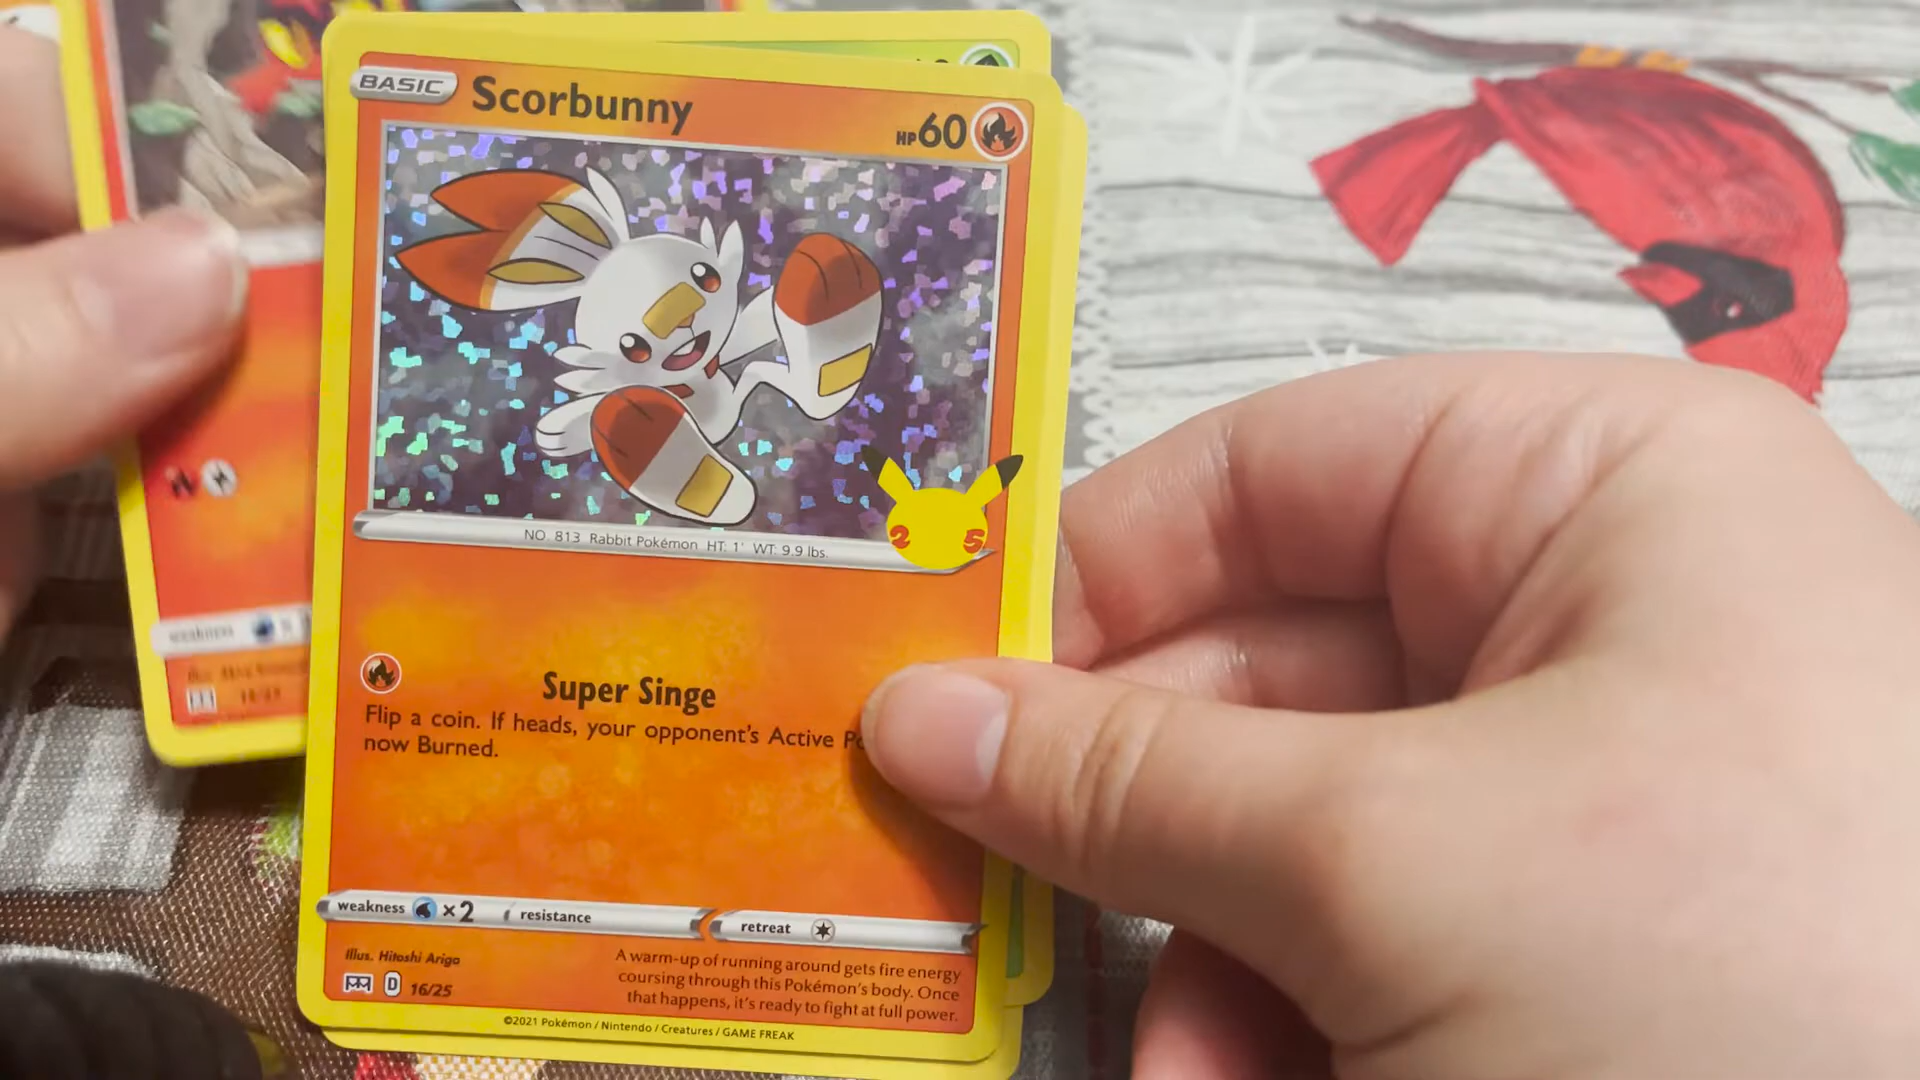 BASIC Scorbunny HP60
NO 813 Rabbit Pokémon HT: 1' WT: 9.9 lbs.
2 5
Super Singe
Flip a coin. If heads, your opponent's Active
now Burned.
weakness ×2 resistance retreat
weakness
Illus. Hitoshi Ariga
D 16/25
A warm-up of running around gets fire energy
coursing through this Pokémon's body. Once
that happens, it's ready to fight at full power.
©2021 Pokémon / Nintendo / Creatures / GAME FREAK